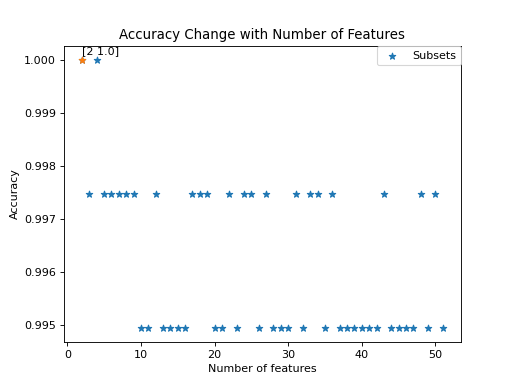 Accuracy Change with Number of Features
[2 1.0]
Subsets
1.000
0.999
0.998
0.997
0.996
0.995
Accuracy
0 10 20 30 40 50
Number of features